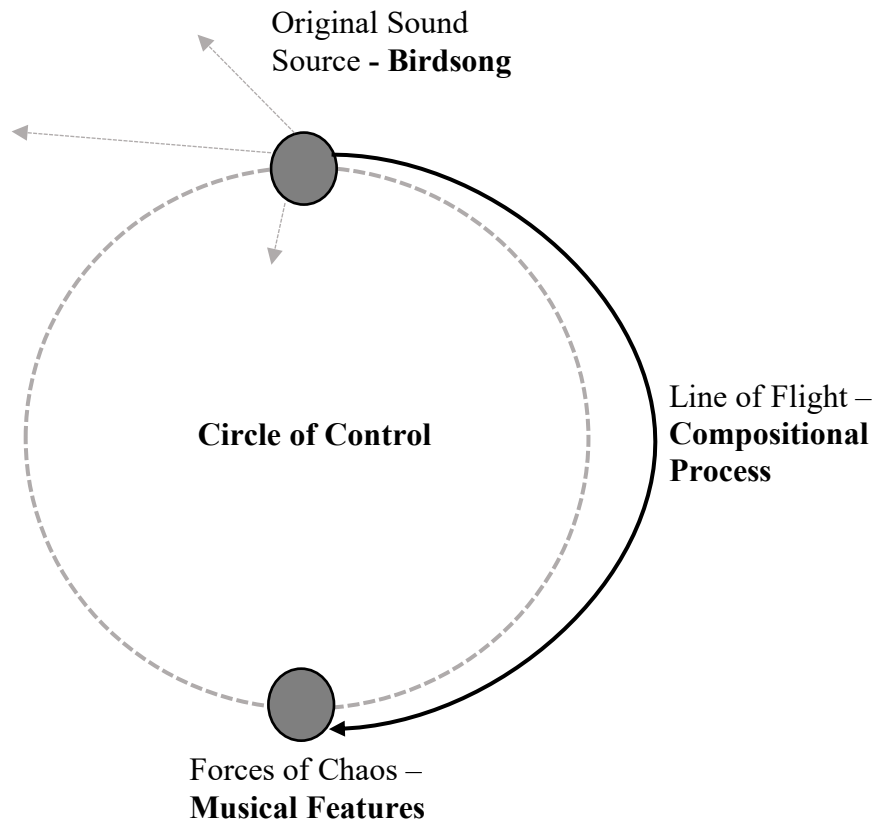 Original Sound
Source - Birdsong
Circle of Control
Line of Flight –
Compositional
Process
Forces of Chaos –
Musical Features